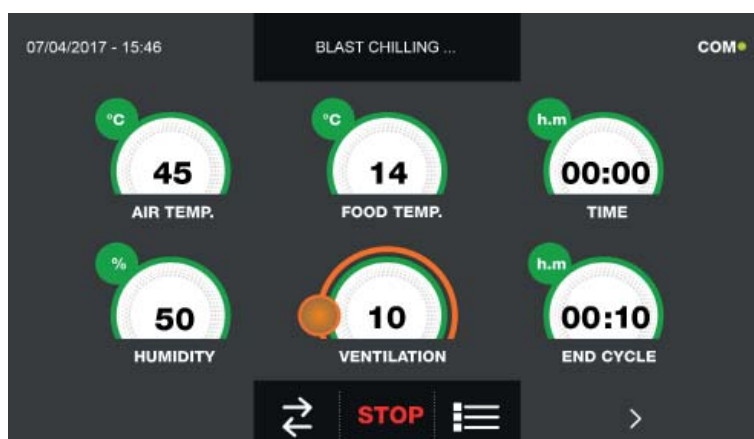 07/04/2017 - 15:46 BLAST CHILLING ... COM
°C °C h.m
45 14 00:00
AIR TEMP. FOOD TEMP. TIME
% h.m
50 10 00:10
HUMIDITY VENTILATION END CYCLE
STOP